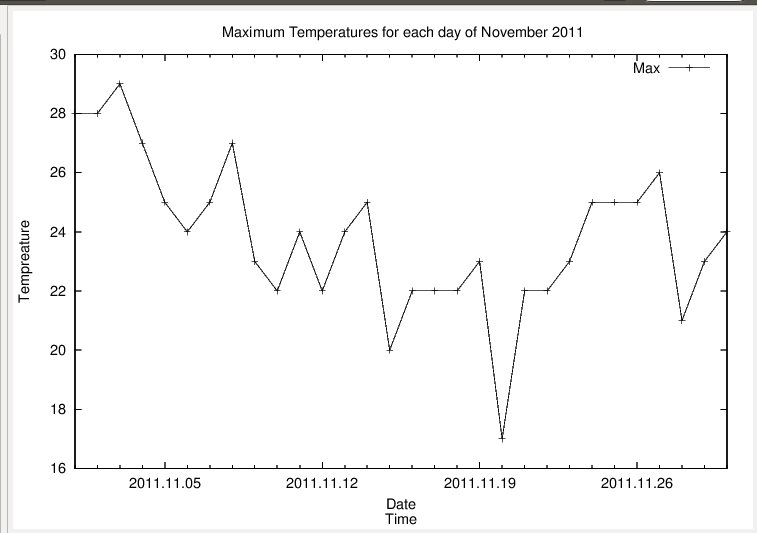 Maximum Temperatures for each day of November 2011
30
Max
28
26
24
Tempreature
22
20
18
16
2011.11.05 2011.11.12 2011.11.19 2011.11.26
Date
Time